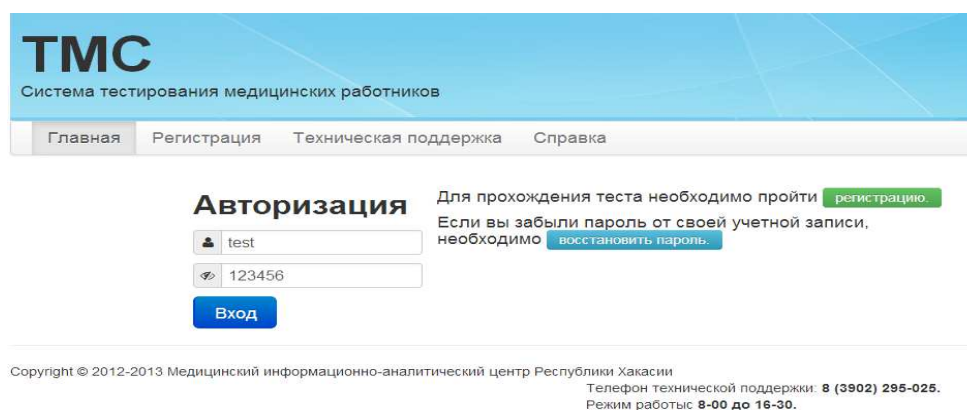 ТМС
Система тестирования медицинских работников
Главная Регистрация Техническая поддержка Справка
Авторизация
test
123456
Вход
Для прохождения теста необходимо пройти регистрацию.
Если вы забыли пароль от своей учетной записи,
необходимо восстановить пароль.
Copyright © 2012-2013 Медицинский информационно-аналитический центр Республики Хакасии
Телефон технической поддержки: 8 (3902) 295-025.
Режим работыс 8-00 до 16-30.